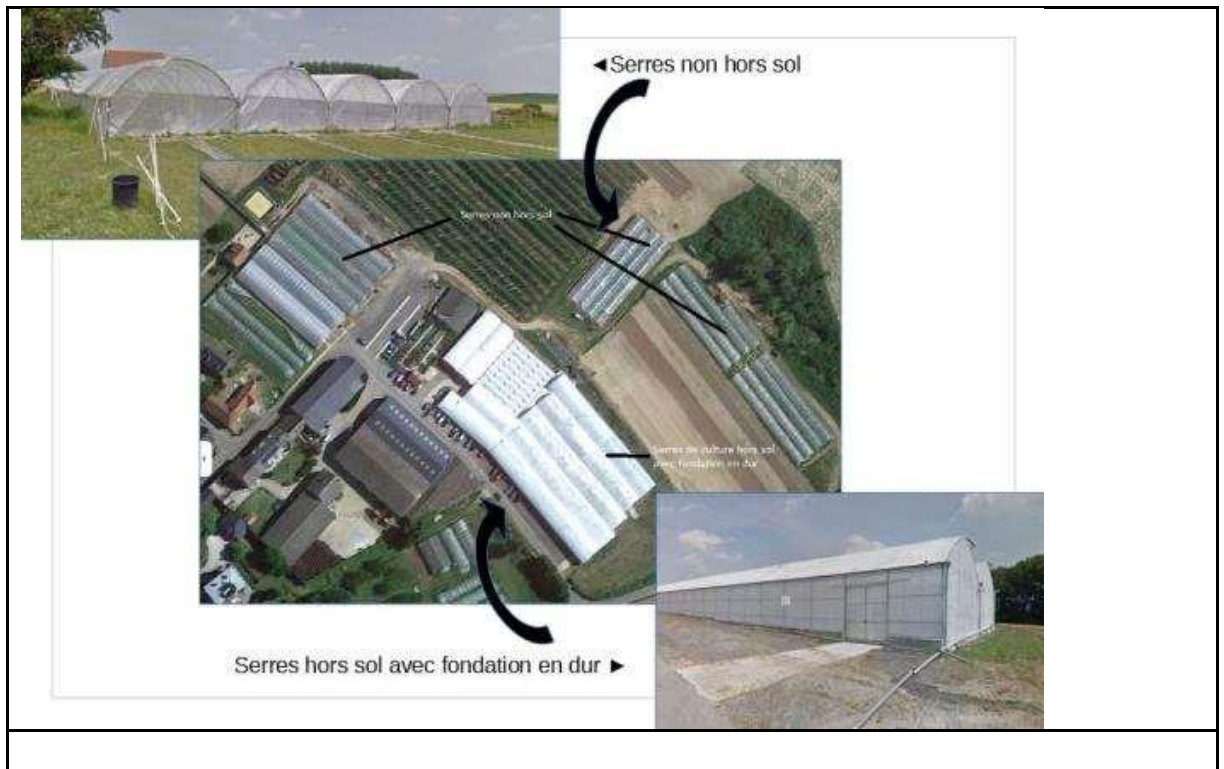 ◄Serres non hors sol
Serres non hors sol
Serres de culture hors sol
avec fondation en dur
Serres hors sol avec fondation en dur ►